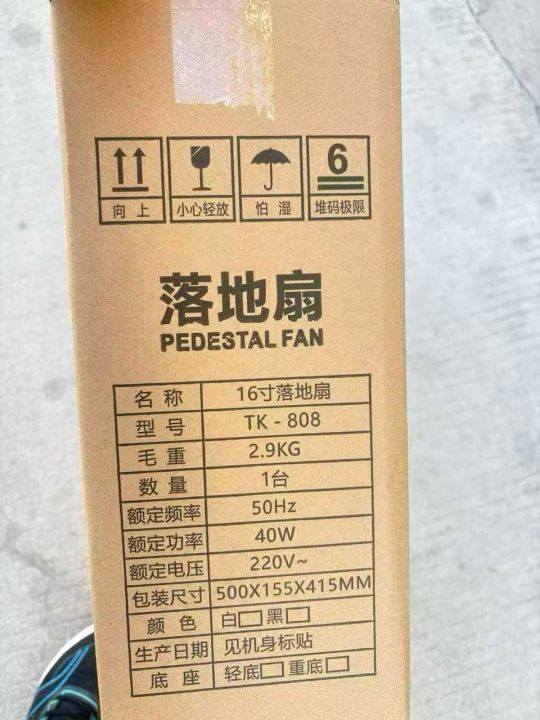 6
向上 小心轻放 怕湿 堆码极限
落地扇
PEDESTAL FAN
名称 16寸落地扇
型号 TK - 808
毛重 2.9KG
数量 1台
额定频率 50Hz
额定功率 40W
额定电压 220V~
包装尺寸 500X155X415MM
颜色 白□ 黑□
生产日期 见机身标贴
底座 轻底□ 重底□